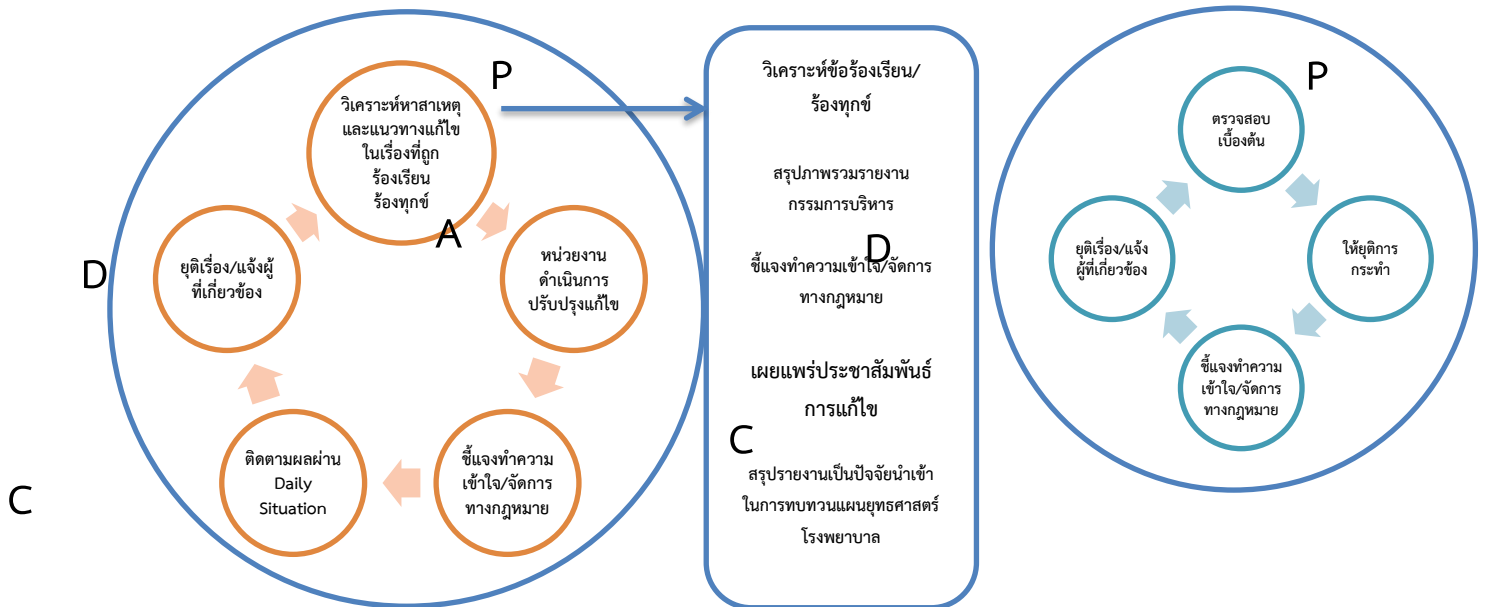 P
วิเคราะห์หาสาเหตุ
และแนวทางแก้ไข
ในเรื่องที่ถูก
ร้องเรียน
ร้องทุกข์
A
D
ยุติเรื่อง/แจ้งผู้
ที่เกี่ยวข้อง
หน่วยงาน
ดำเนินการ
ปรับปรุงแก้ไข
ติดตามผลผ่าน
Daily
Situation
ชี้แจงทำความ
เข้าใจ/จัดการ
ทางกฎหมาย
C
วิเคราะห์ข้อร้องเรียน/
ร้องทุกข์
สรุปภาพรวมรายงาน
กรรมการบริหาร
D
ชี้แจงทำความเข้าใจ/จัดการ
ทางกฎหมาย
เผยแพร่ประชาสัมพันธ์
การแก้ไข
C
สรุปรายงานเป็นปัจจัยนำเข้า
ในการทบทวนแผนยุทธศาสตร์
โรงพยาบาล
P
ตรวจสอบ
เบื้องต้น
ยุติเรื่อง/แจ้ง
ผู้ที่เกี่ยวข้อง
ให้ยุติการ
กระทำ
ชี้แจงทำความ
เข้าใจ/จัดการ
ทางกฎหมาย